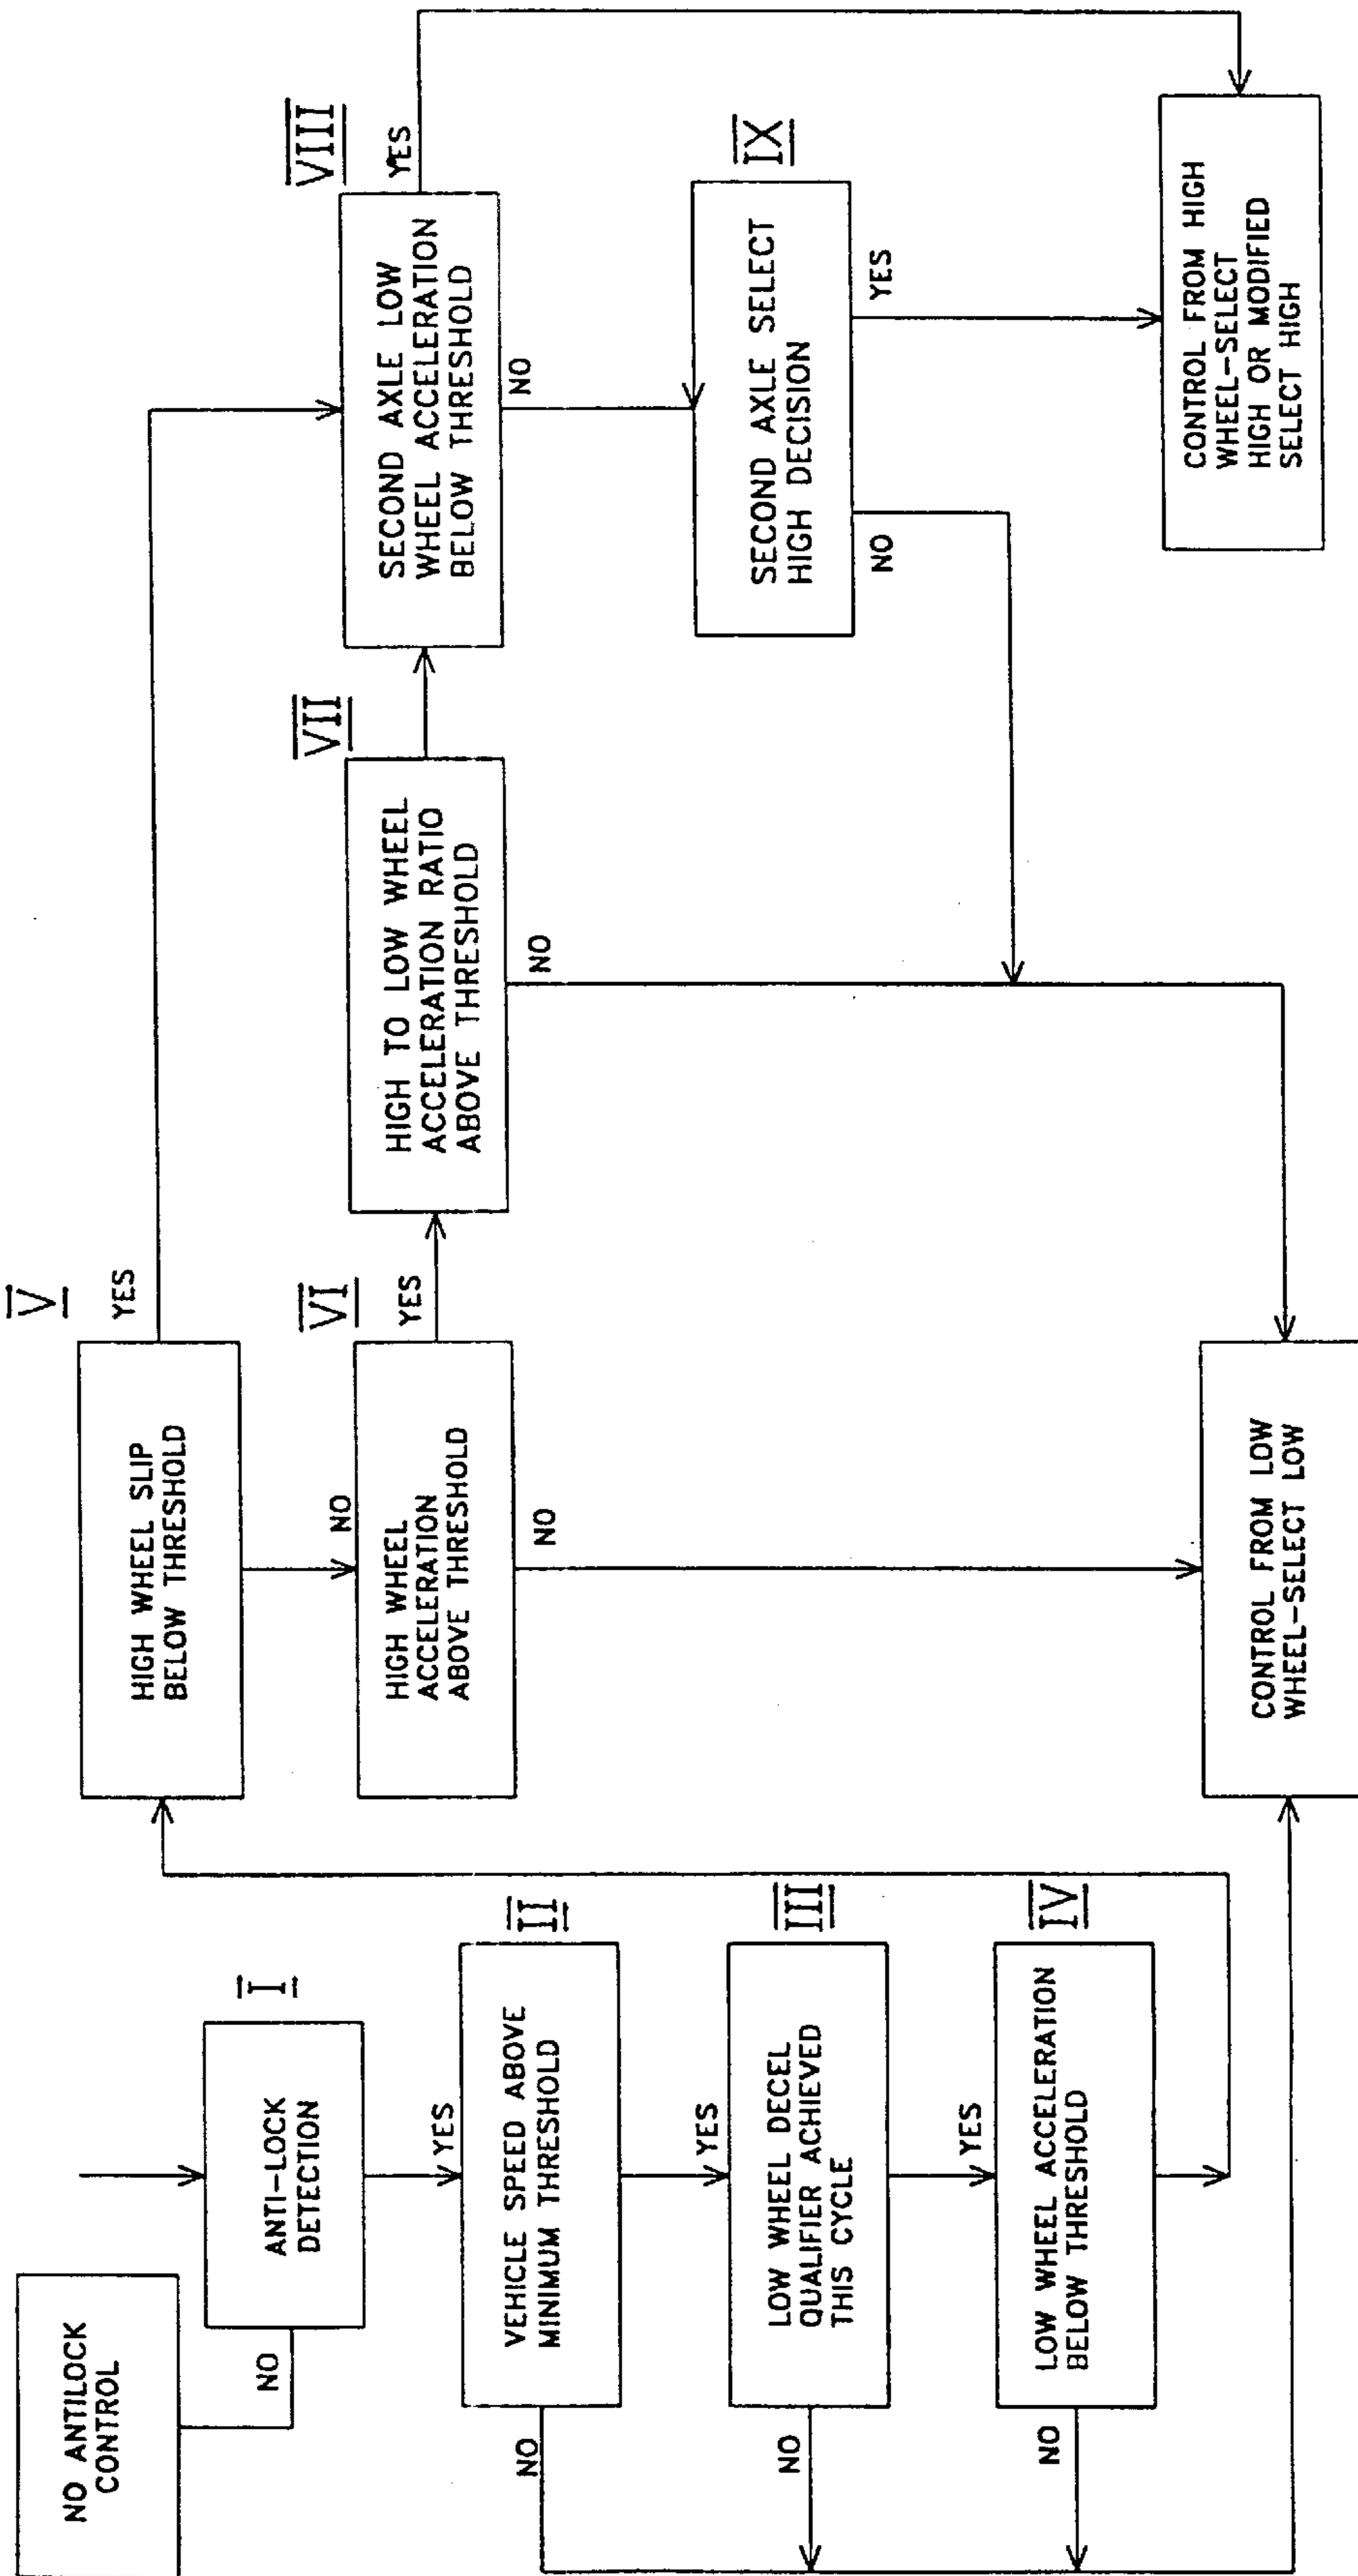 NO ANTILOCK
CONTROL
NO
I
ANTI-LOCK
DETECTION
YES
II
VEHICLE SPEED ABOVE
MINIMUM THRESHOLD
NO
YES
III
LOW WHEEL DECEL
QUALIFIER ACHIEVED
THIS CYCLE
NO
YES
IV
LOW WHEEL ACCELERATION
BELOW THRESHOLD
NO
V
HIGH WHEEL SLIP
BELOW THRESHOLD
YES
NO
VI
HIGH WHEEL
ACCELERATION
ABOVE THRESHOLD
YES
NO
CONTROL FROM LOW
WHEEL-SELECT LOW
VII
HIGH TO LOW WHEEL
ACCELERATION RATIO
ABOVE THRESHOLD
NO
VIII
SECOND AXLE LOW
WHEEL ACCELERATION
BELOW THRESHOLD
YES
NO
IX
SECOND AXLE SELECT
HIGH DECISION
NO
YES
CONTROL FROM HIGH
WHEEL-SELECT
HIGH OR MODIFIED
SELECT HIGH